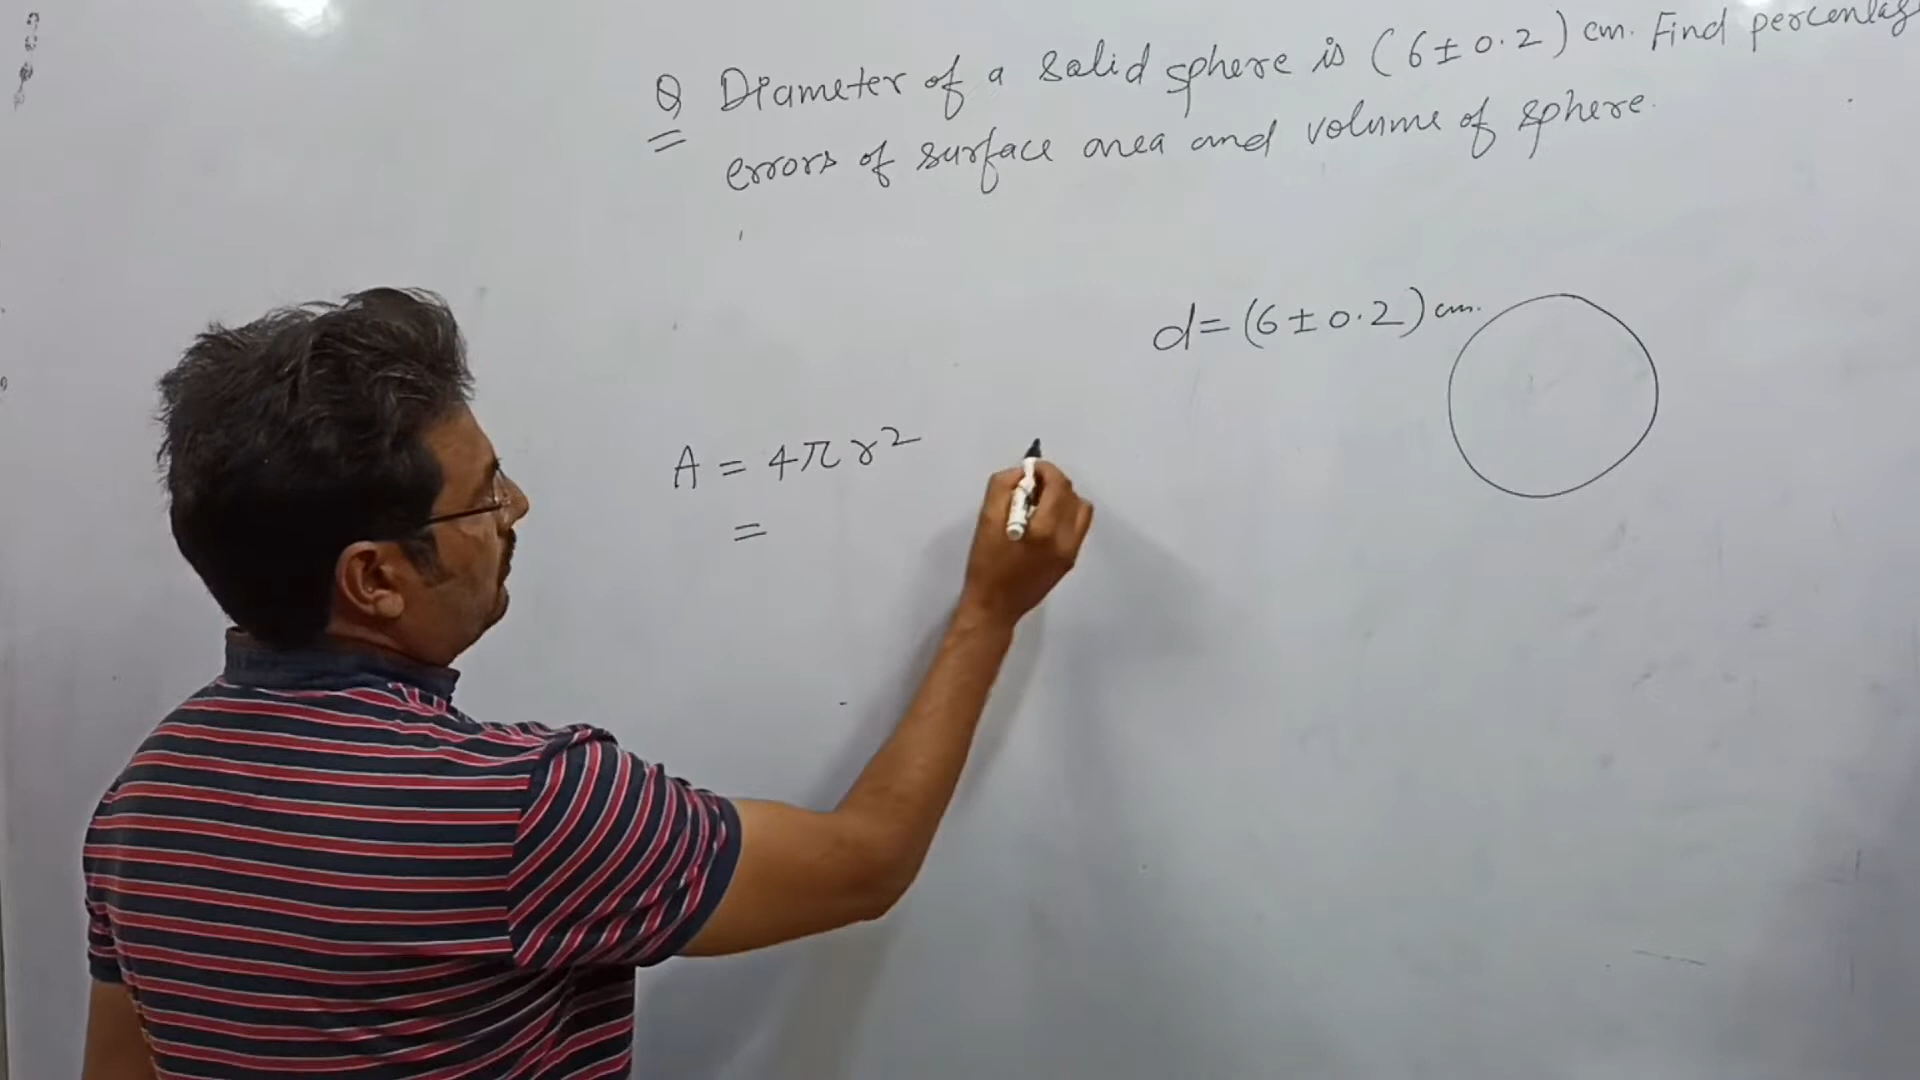 Q Diameter of a solid sphere is (6±0.2) cm. Find percentag
errors of surface area and volume of sphere.
d=(6±0.2) cm.
A = 4πr²
=